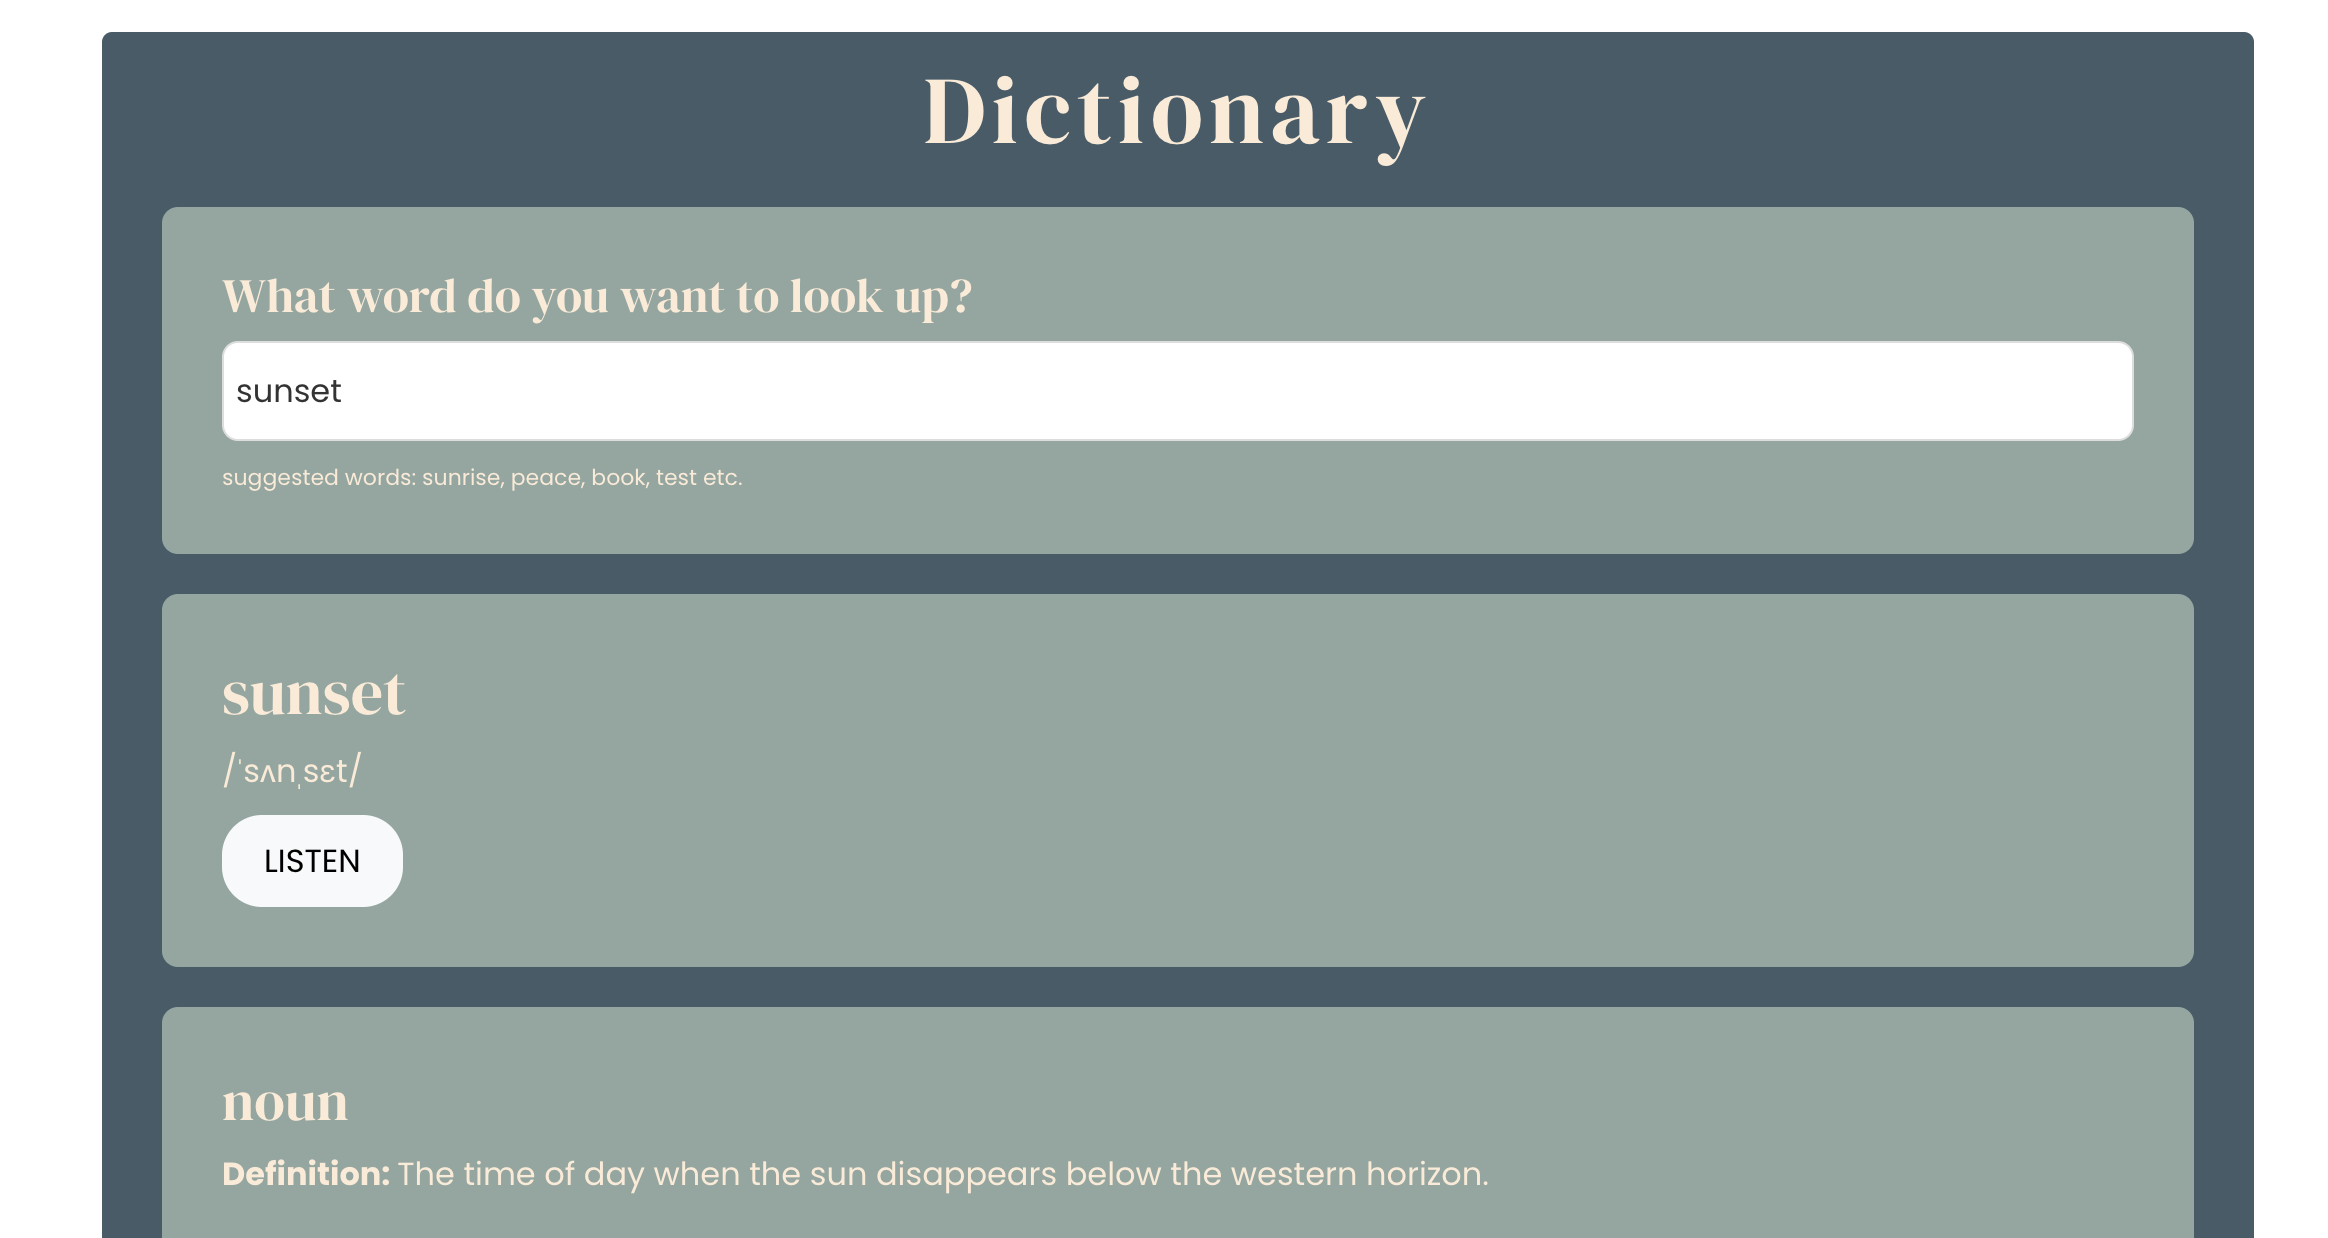 Dictionary
What word do you want to look up?
sunset
suggested words: sunrise, peace, book, test etc.
sunset
/ˈsʌnˌsɛt/
LISTEN
noun
Definition: The time of day when the sun disappears below the western horizon.